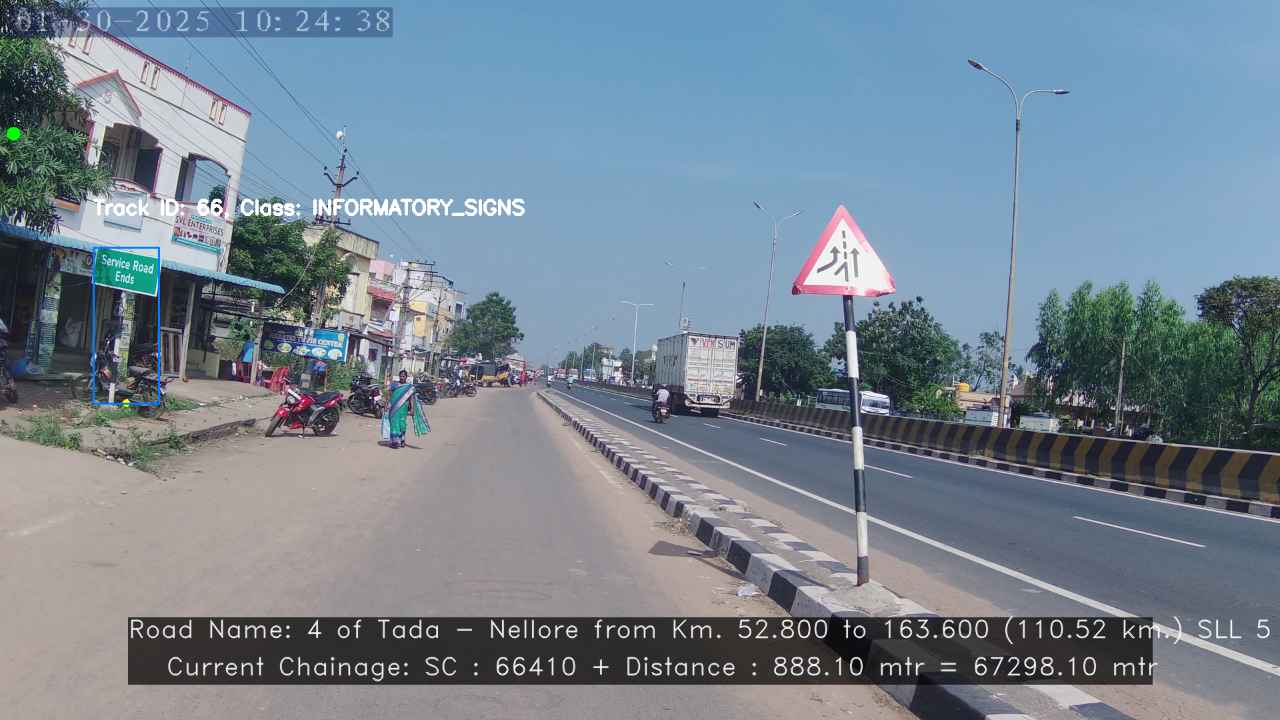 01-30-2025 10:24:38
Track ID: 66, Class: INFORMATORY_SIGNS
ENTERPRISES
Service Road
Ends
Road Name: 4 of Tada - Nellore from Km. 52.800 to 163.600 (110.52 km.) SLL 5
Current Chainage: SC : 66410 + Distance : 888.10 mtr = 67298.10 mtr